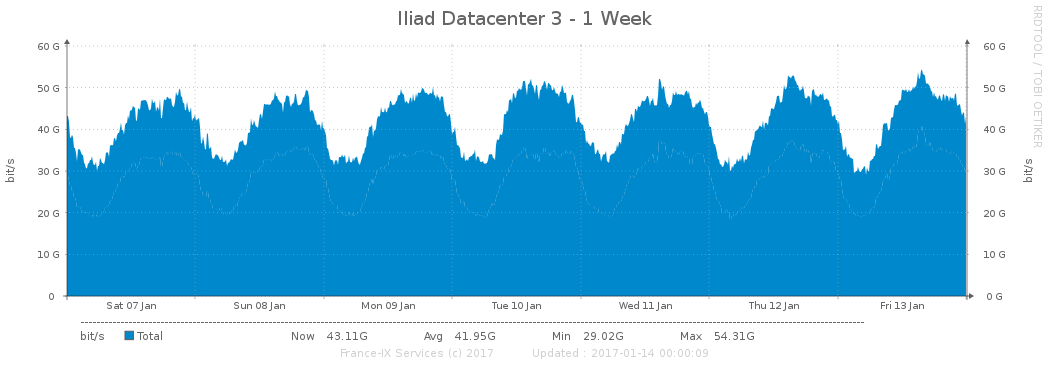 Iliad Datacenter 3 - 1 Week
RRDTOOL / TOBI OETIKER
60 G 60 G
50 G 50 G
40 G 40 G
30 G 30 G
20 G 20 G
10 G 10 G
0 0 G
bit/s
bit/s
Sat 07 Jan Sun 08 Jan Mon 09 Jan Tue 10 Jan Wed 11 Jan Thu 12 Jan Fri 13 Jan
bit/s Total Now 43.11G Avg 41.95G Min 29.02G Max 54.31G
France-IX Services (c) 2017 Updated : 2017-01-14 00:00:09